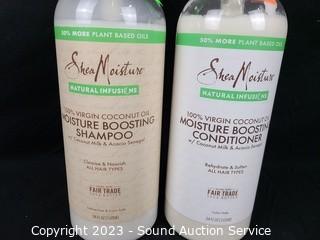 50% MORE PLANT BASED OILS
SheaMoisture
NATURAL INFUSIONS
100% VIRGIN COCONUT OIL
MOISTURE BOOSTING
SHAMPOO
w/ Coconut Milk & Acacia Senegal
Cleanse & Nourish
ALL HAIR TYPES
FAIR TRADE
50% MORE PLANT BASED OILS
SheaMoisture
NATURAL INFUSIONS
100% VIRGIN COCONUT OIL
MOISTURE BOOSTING
CONDITIONER
w/ Coconut Milk & Acacia Senegal
Rehydrate & Soften
ALL HAIR TYPES
FAIR TRADE
Copyright 2023 - Sound Auction Service